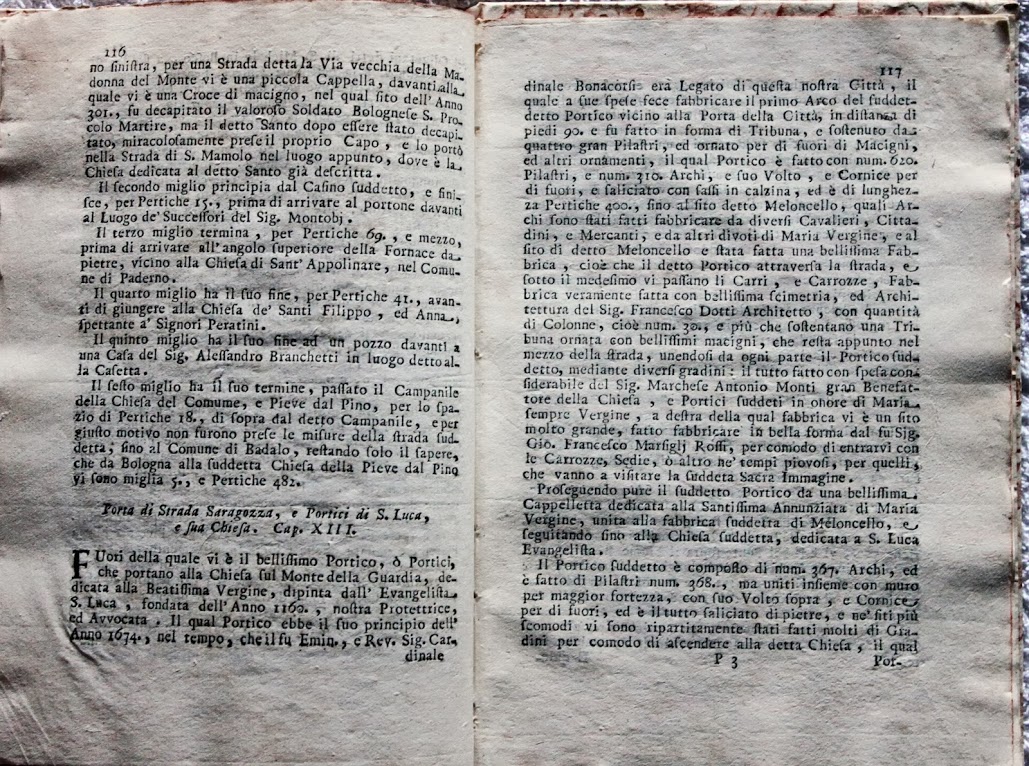 116
no sinistra, per una Strada detta la Via vecchia della Ma-
donna del Monte vi è una piccola Cappella, davanti alla
quale vi è una Croce di macigno, nel qual sito dell' Anno
301., fu decapitato il valoroso Soldato Bolognese S. Pro-
colo Martire, ma il detto Santo dopo essere stato decapi-
tato, miracolosamente prese il proprio Capo, e lo portò
nella Strada di S. Mamolo nel luogo appunto, dove è la
Chiesa dedicata al detto Santo già descritta.
Il secondo miglio principia dal Casino suddetto, e fini-
sce, per Pertiche 15., prima di arrivare al portone davanti
al Luogo de' Successori del Sig. Montobj.
Il terzo miglio termina, per Pertiche 69., e mezzo,
prima di arrivare all' angolo superiore della Fornace da
pietre, vicino alla Chiesa di Sant' Appolinare, nel Comu-
ne di Paderno.
Il quarto miglio ha il suo fine, per Pertiche 41., avan-
ti di giungere alla Chiesa de' Santi Filippo, ed Anna,
spettante a' Signori Peratini.
Il quinto miglio ha il suo fine ad un pozzo davanti a
una Casa del Sig. Alessandro Branchetti in luogo detto al-
la Casetta.
Il sesto miglio ha il suo termine, passato il Campanile
della Chiesa del Comume, e Pieve dal Pino, per lo spa-
zio di Pertiche 18., di sopra dal detto Campanile, e per
giusto motivo non furono prese le misure della strada sud-
detta, sino al Comune di Badalo, restando solo il sapere,
che da Bologna alla suddetta Chiesa della Pieve dal Pino
vi sono miglia 5., e Pertiche 482.
Porta di Strada Saragozza, e Portici di S. Luca,
e sua Chiesa. Cap. XIII.
FUori della quale vi è il bellissimo Portico, ò Portici,
che portano alla Chiesa sul Monte della Guardia, de-
dicata alla Beatissima Vergine, dipinta dall' Evangelista
S. Luca, fondata dell' Anno 1160., nostra Protettrice,
ed Avvocata. Il qual Portico ebbe il suo principio dell'
Anno 1674., nel tempo, che il fu Emin., e Rev. Sig. Car-
dinale
117
dinale Bonacorsi era Legato di questa nostra Città, il
quale a sue spese fece fabbricare il primo Arco del suddet-
detto Portico vicino alla Porta della Città, in distanza di
piedi 90. e fu fatto in forma di Tribuna, e sostenuto da
quattro gran Pilastri, ed ornato per di fuori di Macigni,
ed altri ornamenti, il qual Portico è fatto con num. 620.
Pilastri, e num. 310. Archi, e suo Volto, e Cornice per
di fuori, e saliciato con sassi in calzina, ed è di lunghez-
za Pertiche 400., sino al sito detto Meloncello, quali Ar-
chi sono stati fatti fabbricare da diversi Cavalieri, Citta-
dini, e Mercanti, e da altri divoti di Maria Vergine, e al
sito di detto Meloncello e stata fatta una bellissima Fab-
brica, cioè che il detto Portico attraversa la strada, e
sotto il medesimo vi passano li Carri, e Carrozze, Fab-
brica veramente fatta con bellissima seimetria, ed Archi-
tettura del Sig. Francesco Dotti Architetto, con quantità
di Colonne, cioè num. 30., e più che sostentano una Tri-
buna ornata con bellissimi macigni, che resta appunto nel
mezzo della strada, unendosi da ogni parte il Portico sud-
detto, mediante diversi gradini: il tutto fatto con spesa con-
siderabile del Sig. Marchese Antonio Monti gran Benefat-
tore della Chiesa, e Portici suddeti in onore di Maria
sempre Vergine, a destra della qual fabbrica vi è un sito
molto grande, fatto fabbricare in bella forma dal fu Sig.
Giò. Francesco Marsiglj Rossi, per comodo di entrarvi con
le Carrozze, Sedie, ò altro ne' tempi piovosi, per quelli,
che vanno a visitare la suddeta Sacra Immagine.
Proseguendo pure il suddetto Portico da una bellissima
Cappelletta dedicata alla Santissima Annunziata di Maria
Vergine, unita alla fabbrica suddetta di Meloncello, e
seguitando sino alla Chiesa suddetta, dedicata a S. Luca
Evangelista.
Il Portico suddetto è composto di num. 367. Archi, ed
è fatto di Pilastri num. 368., ma uniti insieme con muro
per maggior fortezza, con suo Volto sopra, e Cornice
per di fuori, ed è il tutto saliciato di pietre, e ne' siti più
scomodi vi sono ripartitamente stati fatti molti di Gra-
dini per comodo di ascendere alla detta Chiesa, il qual
P 3
Por-